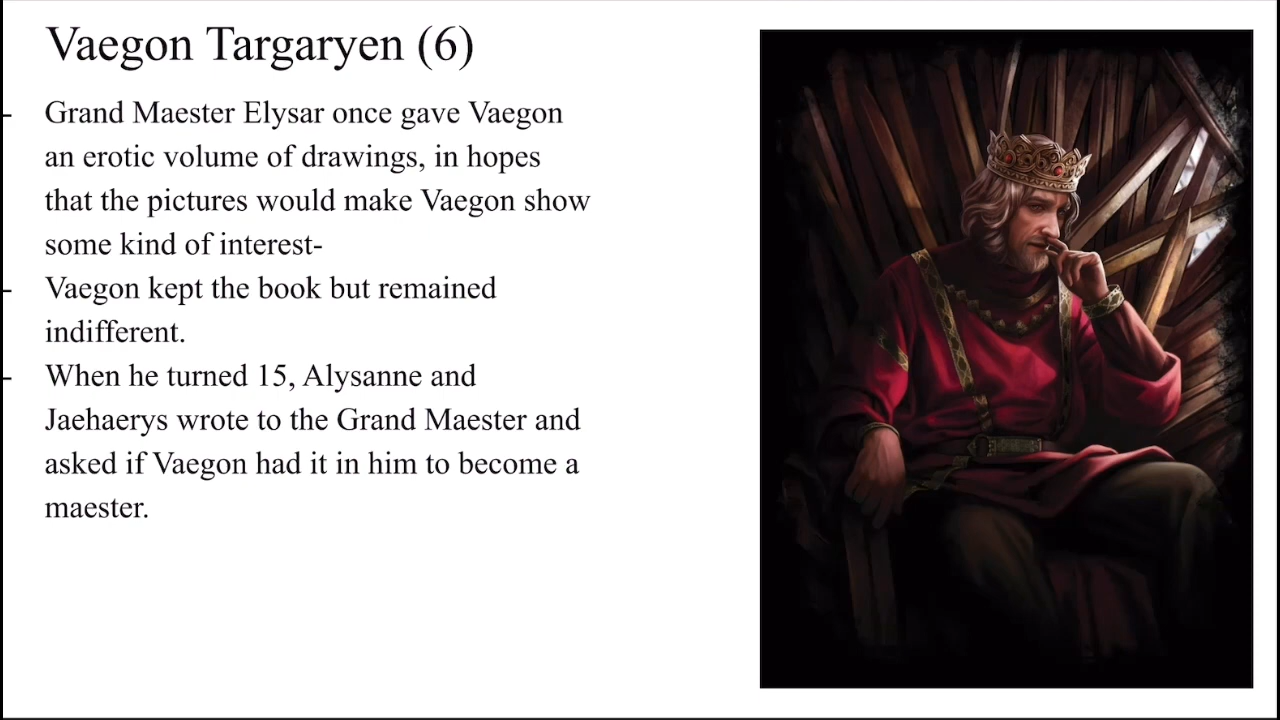 Vaegon Targaryen (6)
- Grand Maester Elysar once gave Vaegon
an erotic volume of drawings, in hopes
that the pictures would make Vaegon show
some kind of interest-
- Vaegon kept the book but remained
indifferent.
- When he turned 15, Alysanne and
Jaehaerys wrote to the Grand Maester and
asked if Vaegon had it in him to become a
maester.